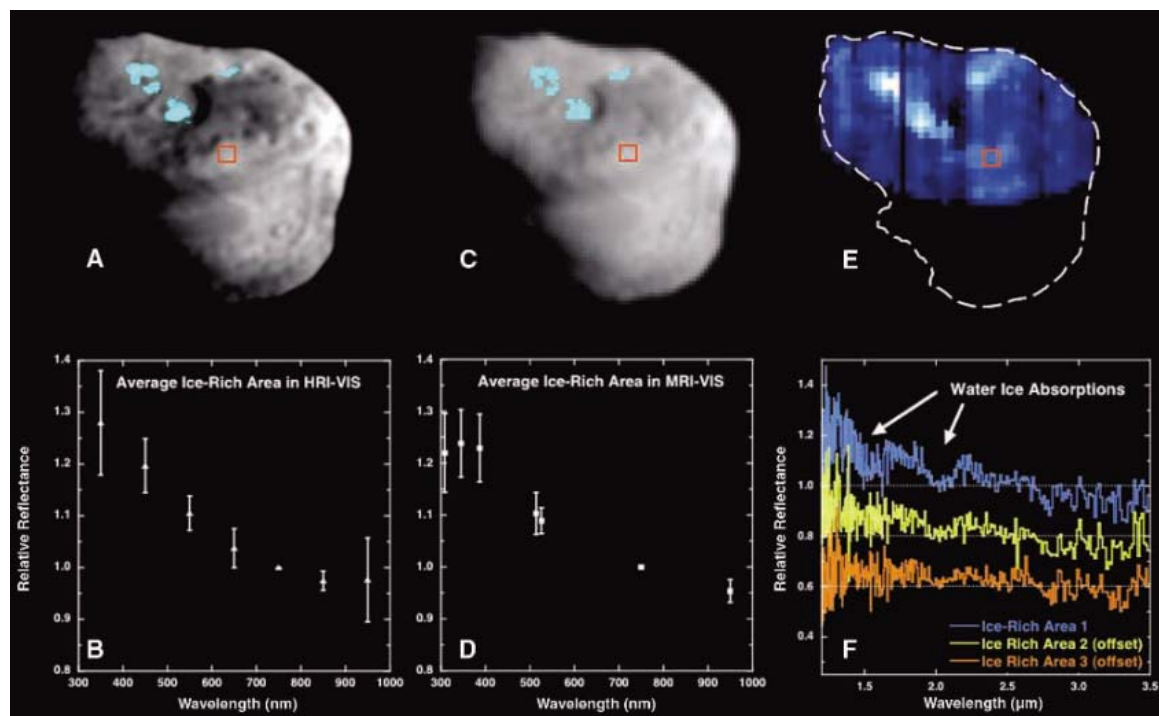 A
C
E
Average Ice-Rich Area in HRI-VIS
Relative Reflectance
1.4
1.3
1.2
1.1
1.0
0.9
0.8
B
300 400 500 600 700 800 900 1000
Wavelength (nm)
Average Ice-Rich Area in MRI-VIS
Relative Reflectance
1.4
1.3
1.2
1.1
1.0
0.9
0.8
D
300 400 500 600 700 800 900 1000
Wavelength (nm)
Water Ice Absorptions
Relative Reflectance
1.4
1.2
1.0
0.8
0.6
0.4
Ice-Rich Area 1
Ice Rich Area 2 (offset)
Ice Rich Area 3 (offset)
F
1.5 2.0 2.5 3.0 3.5
Wavelength (μm)